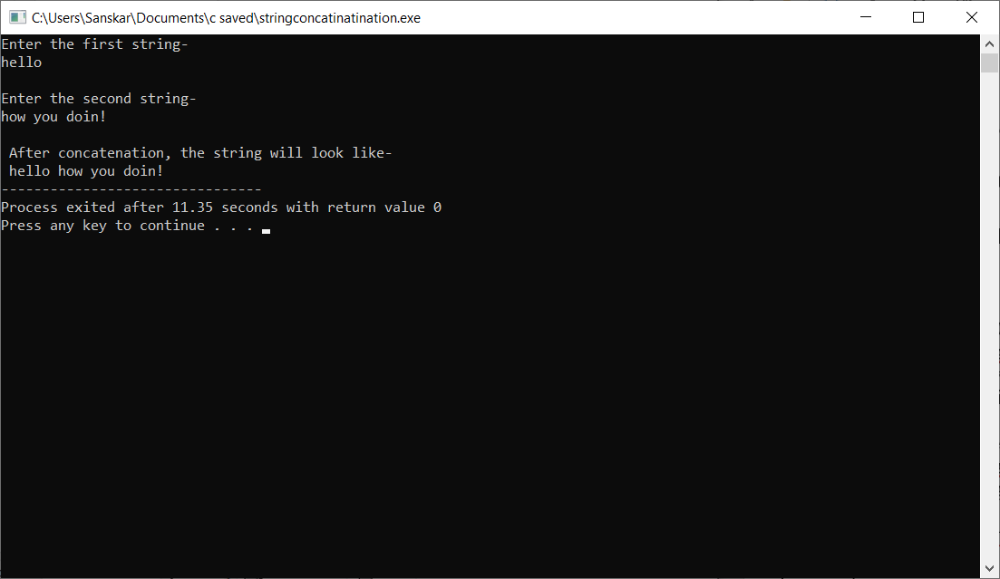 C:\Users\Sanskar\Documents\c saved\stringconcatinatination.exe
Enter the first string-
hello
Enter the second string-
how you doin!
After concatenation, the string will look like-
hello how you doin!
--------------------------------
Process exited after 11.35 seconds with return value 0
Press any key to continue . . .